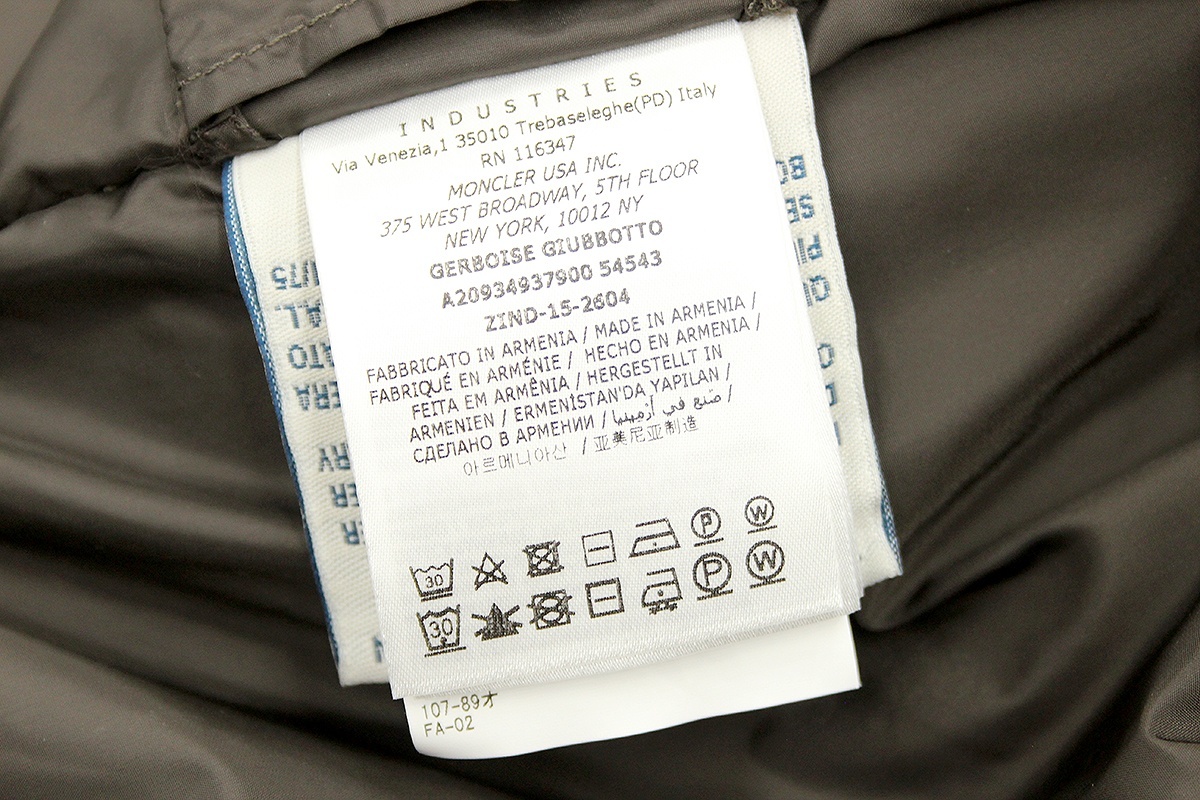 INDUSTRIES
Via Venezia,1 35010 Trebaseleghe(PD) Italy
RN 116347
MONCLER USA INC.
375 WEST BROADWAY, 5TH FLOOR
NEW YORK, 10012 NY
GERBOISE GIUBBOTTO
A20934937900 54543
ZIND-15-2604
FABBRICATO IN ARMENIA / MADE IN ARMENIA /
FABRIQUÉ EN ARMÉNIE / HECHO EN ARMENIA /
FEITA EM ARMÊNIA / HERGESTELLT IN
ARMENIEN / ERMENİSTAN'DA YAPILAN /
СДЕЛАНО В АРМЕНИИ / صنع في أرمينيا /
아르메니아산 / 亚美尼亚制造
30 P W
30 P W
107-89オ
FA-02